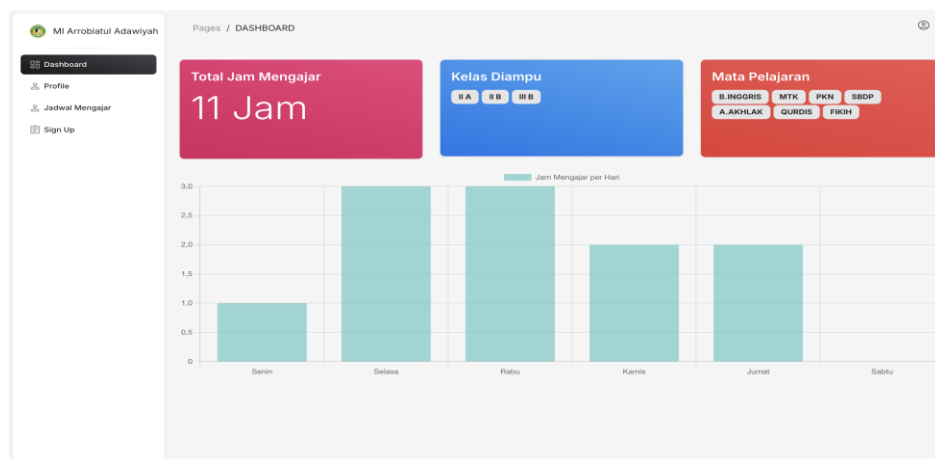 MI Arrobiatul Adawiyah
Dashboard
Profile
Jadwal Mengajar
Sign Up
Pages / DASHBOARD
Total Jam Mengajar
11 Jam
Kelas Diampu
II A II B III B
Mata Pelajaran
B.INGGRIS MTK PKN SBDP
A.AKHLAK QURDIS FIKIH
Jam Mengajar per Hari
3,0
2,5
2,0
1,5
1,0
0,5
0
Senin Selasa Rabu Kamis Jumat Sabtu